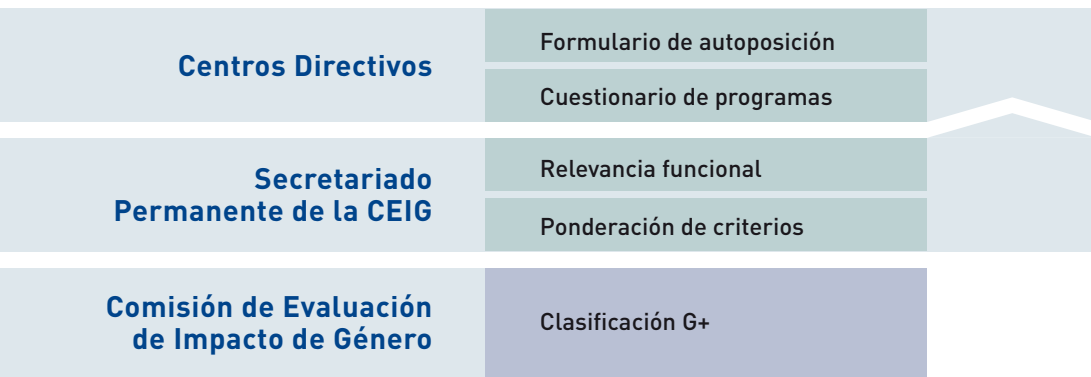 Centros Directivos
Formulario de autoposición
Cuestionario de programas
Secretariado
Permanente de la CEIG
Relevancia funcional
Ponderación de criterios
Comisión de Evaluación
de Impacto de Género
Clasificación G+